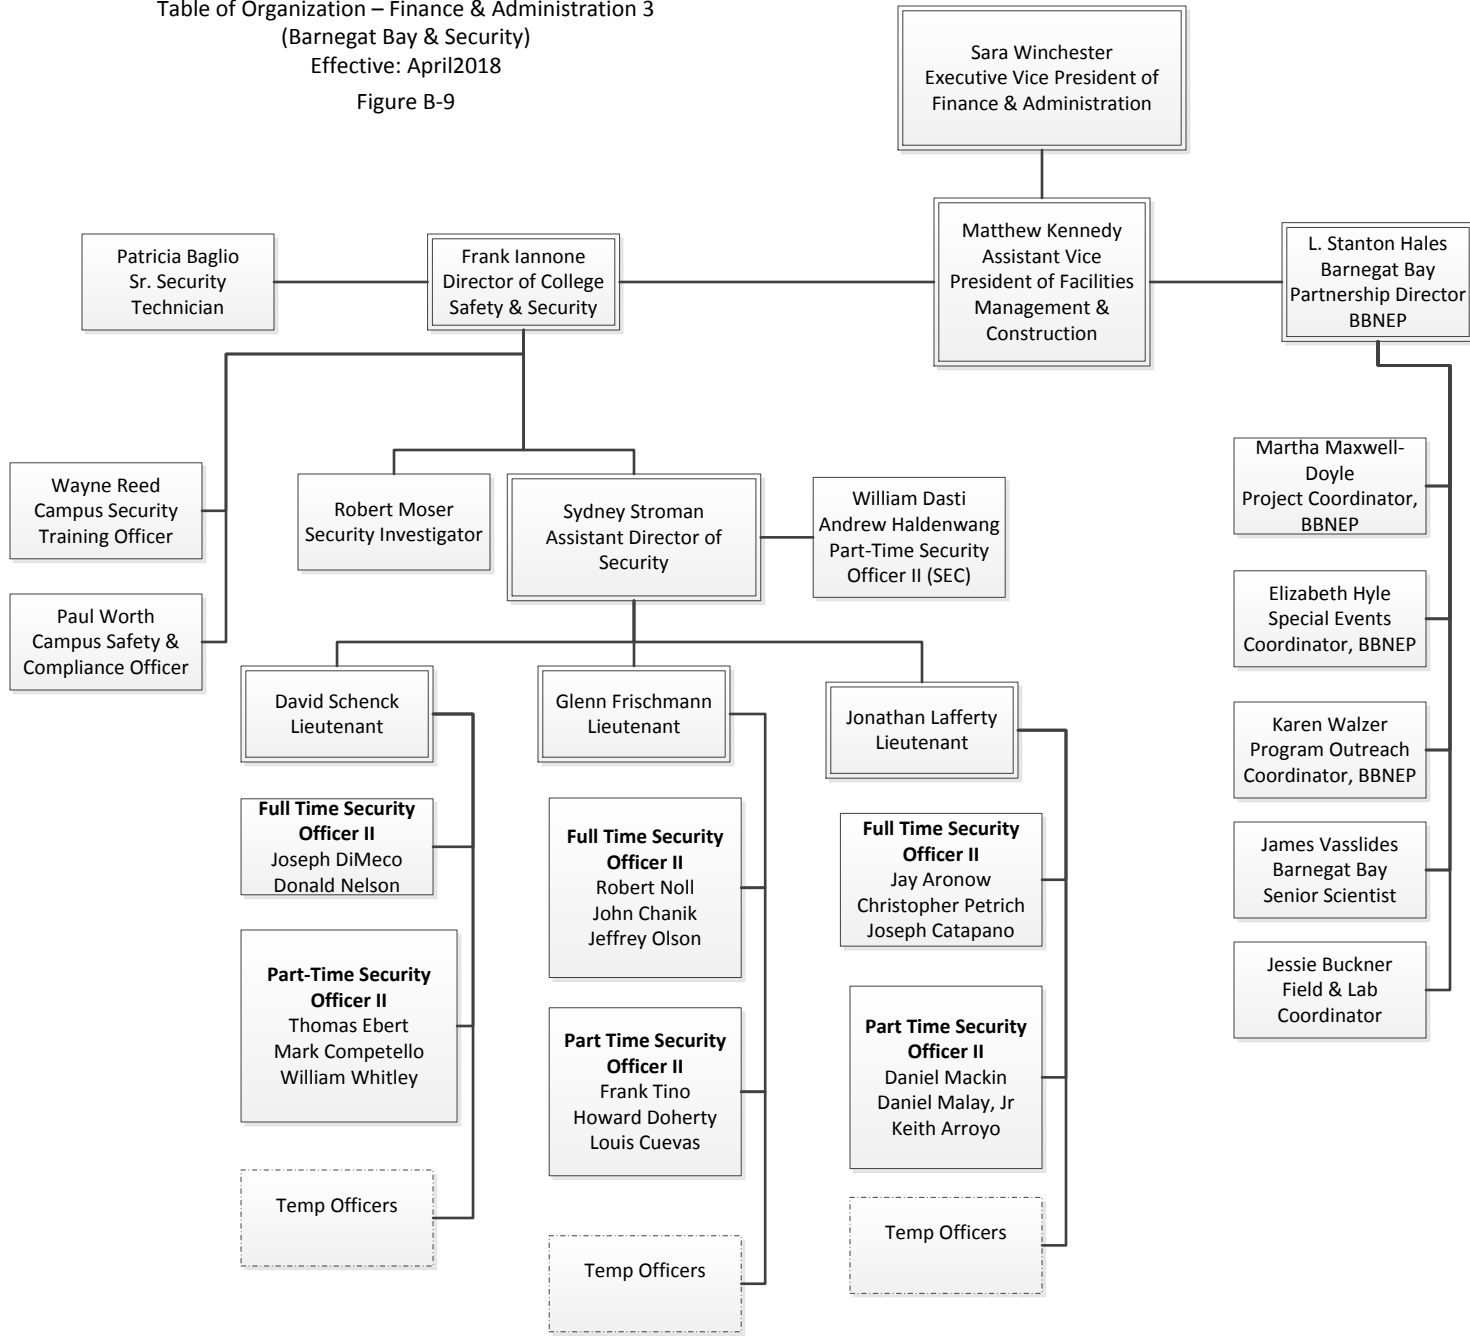 Table of Organization – Finance & Administration 3
(Barnegat Bay & Security)
Effective: April2018
Figure B-9
Sara Winchester
Executive Vice President of
Finance & Administration
Patricia Baglio
Sr. Security
Technician
Frank Iannone
Director of College
Safety & Security
Matthew Kennedy
Assistant Vice
President of Facilities
Management &
Construction
L. Stanton Hales
Barnegat Bay
Partnership Director
BBNEP
Wayne Reed
Campus Security
Training Officer
Paul Worth
Campus Safety &
Compliance Officer
Robert Moser
Security Investigator
Sydney Stroman
Assistant Director of
Security
William Dasti
Andrew Haldenwang
Part-Time Security
Officer II (SEC)
David Schenck
Lieutenant
Full Time Security
Officer II
Joseph DiMeco
Donald Nelson
Part-Time Security
Officer II
Thomas Ebert
Mark Competello
William Whitley
Temp Officers
Glenn Frischmann
Lieutenant
Full Time Security
Officer II
Robert Noll
John Chanik
Jeffrey Olson
Part Time Security
Officer II
Frank Tino
Howard Doherty
Louis Cuevas
Temp Officers
Jonathan Lafferty
Lieutenant
Full Time Security
Officer II
Jay Aronow
Christopher Petrich
Joseph Catapano
Part Time Security
Officer II
Daniel Mackin
Daniel Malay, Jr
Keith Arroyo
Temp Officers
Martha Maxwell-
Doyle
Project Coordinator,
BBNEP
Elizabeth Hyle
Special Events
Coordinator, BBNEP
Karen Walzer
Program Outreach
Coordinator, BBNEP
James Vasslides
Barnegat Bay
Senior Scientist
Jessie Buckner
Field & Lab
Coordinator